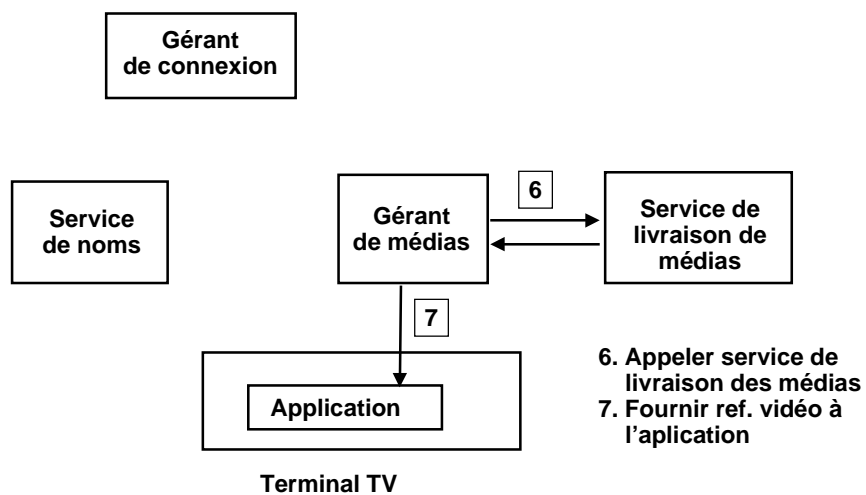 Gérant
de connexion
Service
de noms
Gérant
de médias
6
Service de
livraison de
médias
7
Application
Terminal TV
6. Appeler service de
livraison des médias
7. Fournir ref. vidéo à
l’aplication